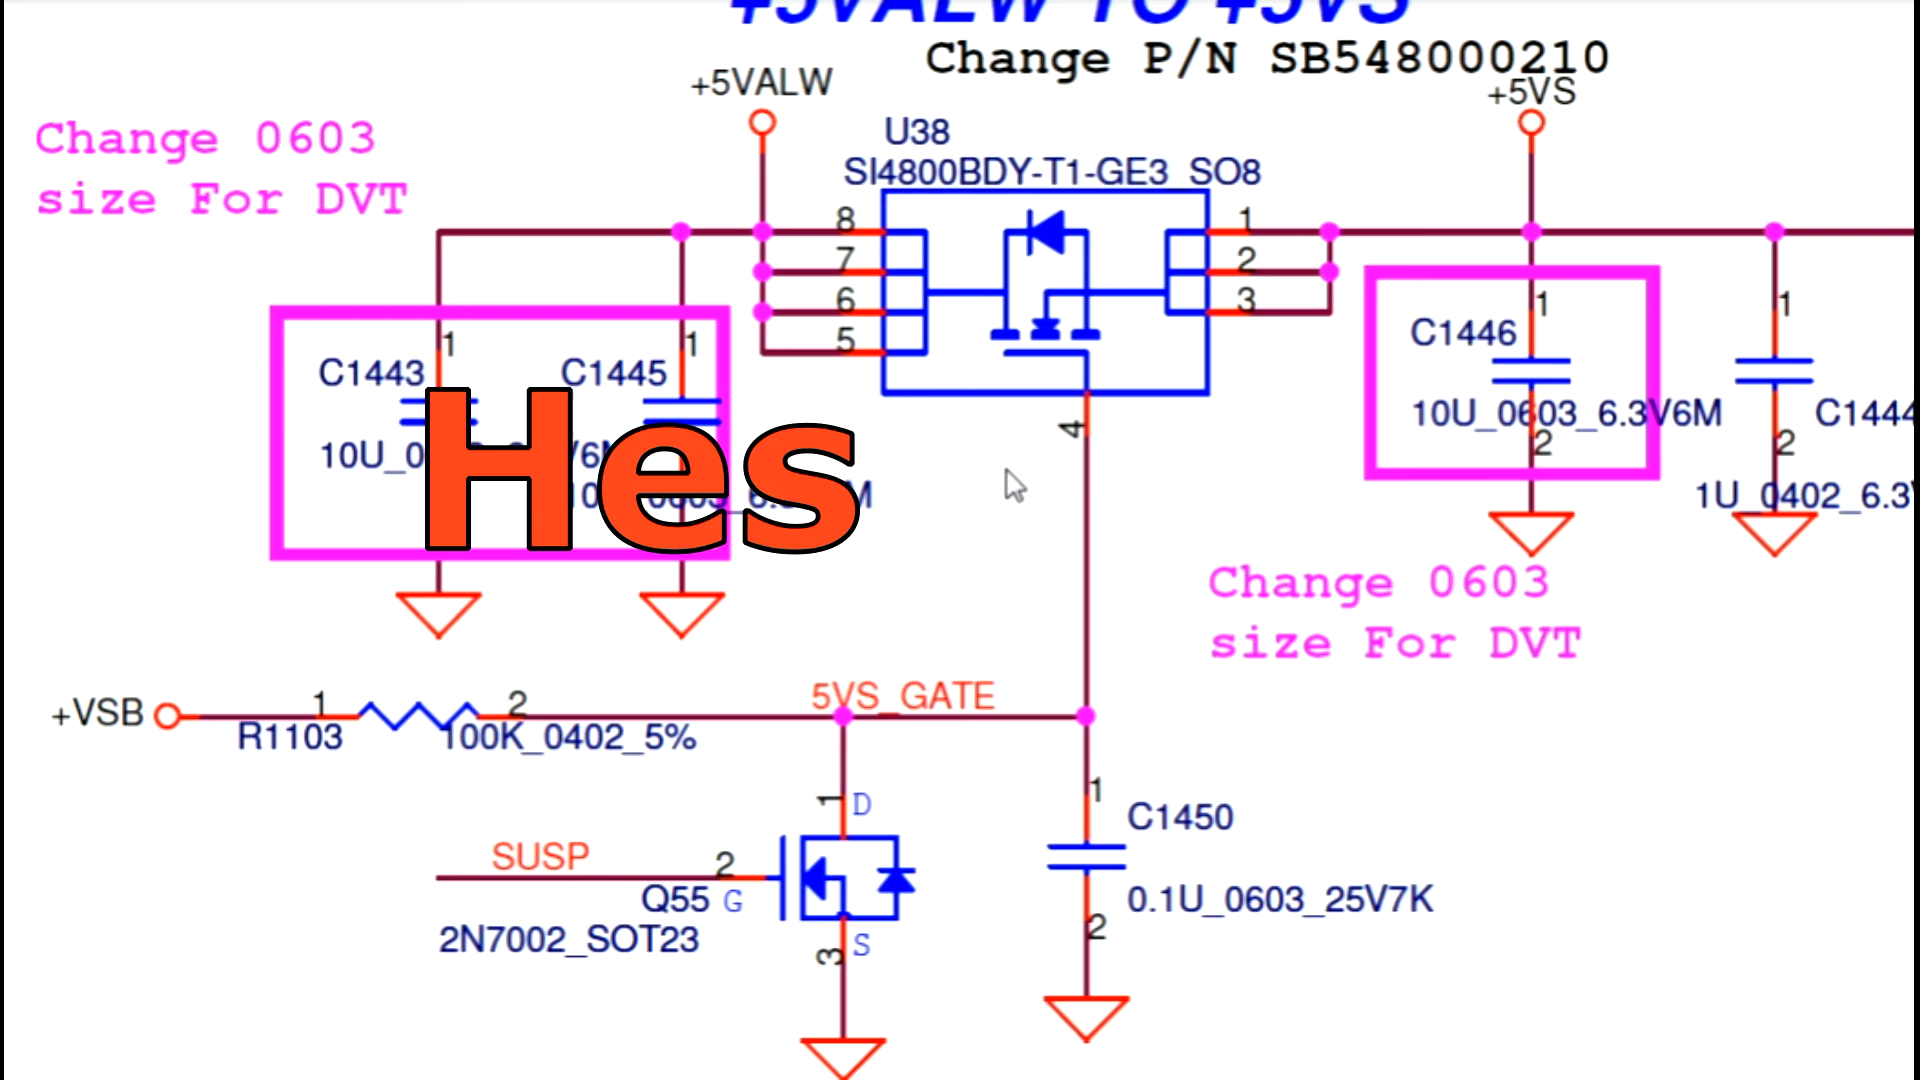 +5VALW TO +5VS
Change P/N SB548000210
+5VALW
+5VS
Change 0603
size For DVT
U38
SI4800BDY-T1-GE3 SO8
8
7
6
5
1
2
3
4
1
C1443
1
C1445
10U_0
Hes
1
C1446
10U_0603_6.3V6M
2
1
C1444
2
1U_0402_6.3
Change 0603
size For DVT
+VSB
1
R1103
2
100K_0402_5%
5VS_GATE
1
D
SUSP
2
Q55
G
2N7002_SOT23
3
S
1
C1450
0.1U_0603_25V7K
2